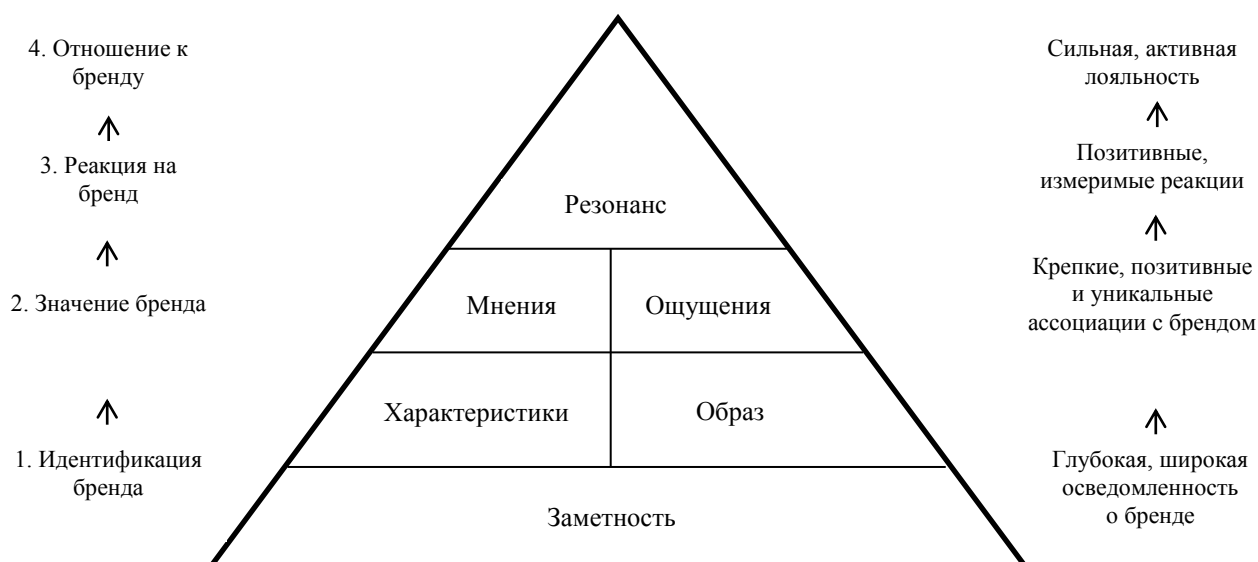 4. Отношение к
бренду
3. Реакция на
бренд
2. Значение бренда
1. Идентификация
бренда
Резонанс
Мнения
Ощущения
Характеристики
Образ
Заметность
Сильная, активная
лояльность
Позитивные,
измеримые реакции
Крепкие, позитивные
и уникальные
ассоциации с брендом
Глубокая, широкая
осведомленность
о бренде